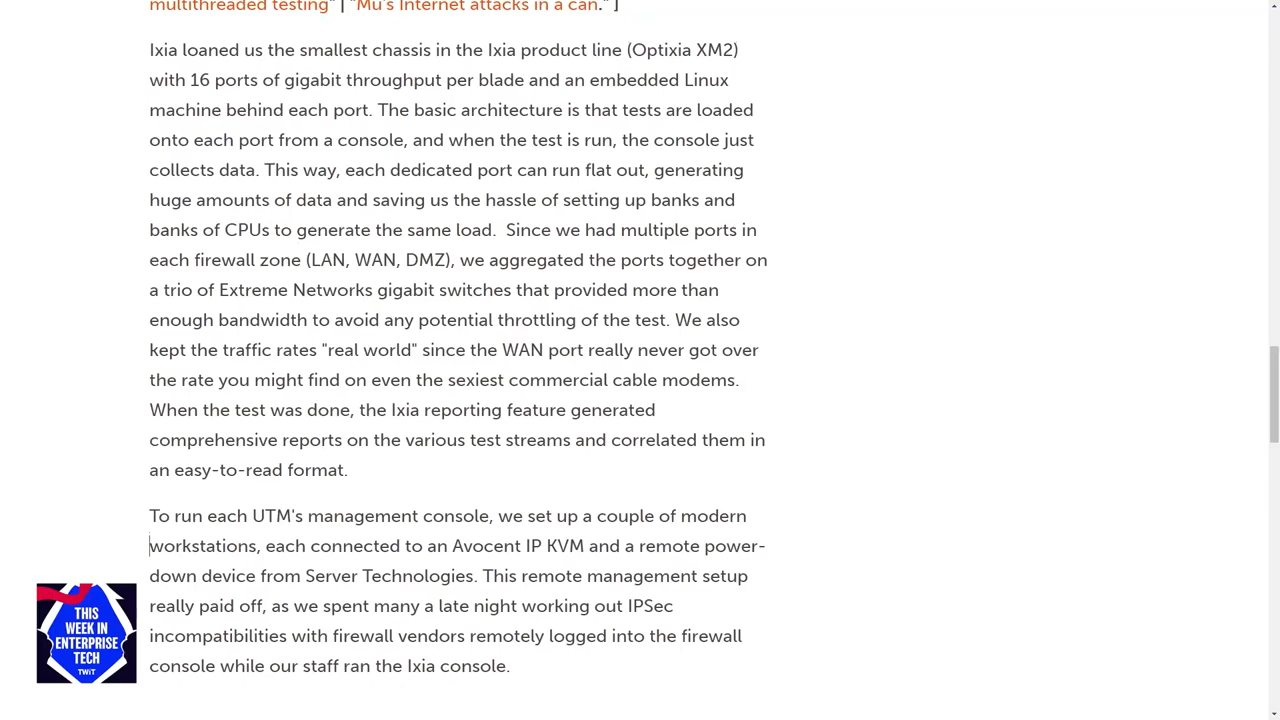 multithreaded testing" | "Mu's Internet attacks in a can." ]
Ixia loaned us the smallest chassis in the Ixia product line (Optixia XM2)
with 16 ports of gigabit throughput per blade and an embedded Linux
machine behind each port. The basic architecture is that tests are loaded
onto each port from a console, and when the test is run, the console just
collects data. This way, each dedicated port can run flat out, generating
huge amounts of data and saving us the hassle of setting up banks and
banks of CPUs to generate the same load.  Since we had multiple ports in
each firewall zone (LAN, WAN, DMZ), we aggregated the ports together on
a trio of Extreme Networks gigabit switches that provided more than
enough bandwidth to avoid any potential throttling of the test. We also
kept the traffic rates "real world" since the WAN port really never got over
the rate you might find on even the sexiest commercial cable modems.
When the test was done, the Ixia reporting feature generated
comprehensive reports on the various test streams and correlated them in
an easy-to-read format.
To run each UTM's management console, we set up a couple of modern
workstations, each connected to an Avocent IP KVM and a remote power-
down device from Server Technologies. This remote management setup
really paid off, as we spent many a late night working out IPSec
incompatibilities with firewall vendors remotely logged into the firewall
console while our staff ran the Ixia console.
THIS
WEEK IN
ENTERPRISE
TECH
TWiT